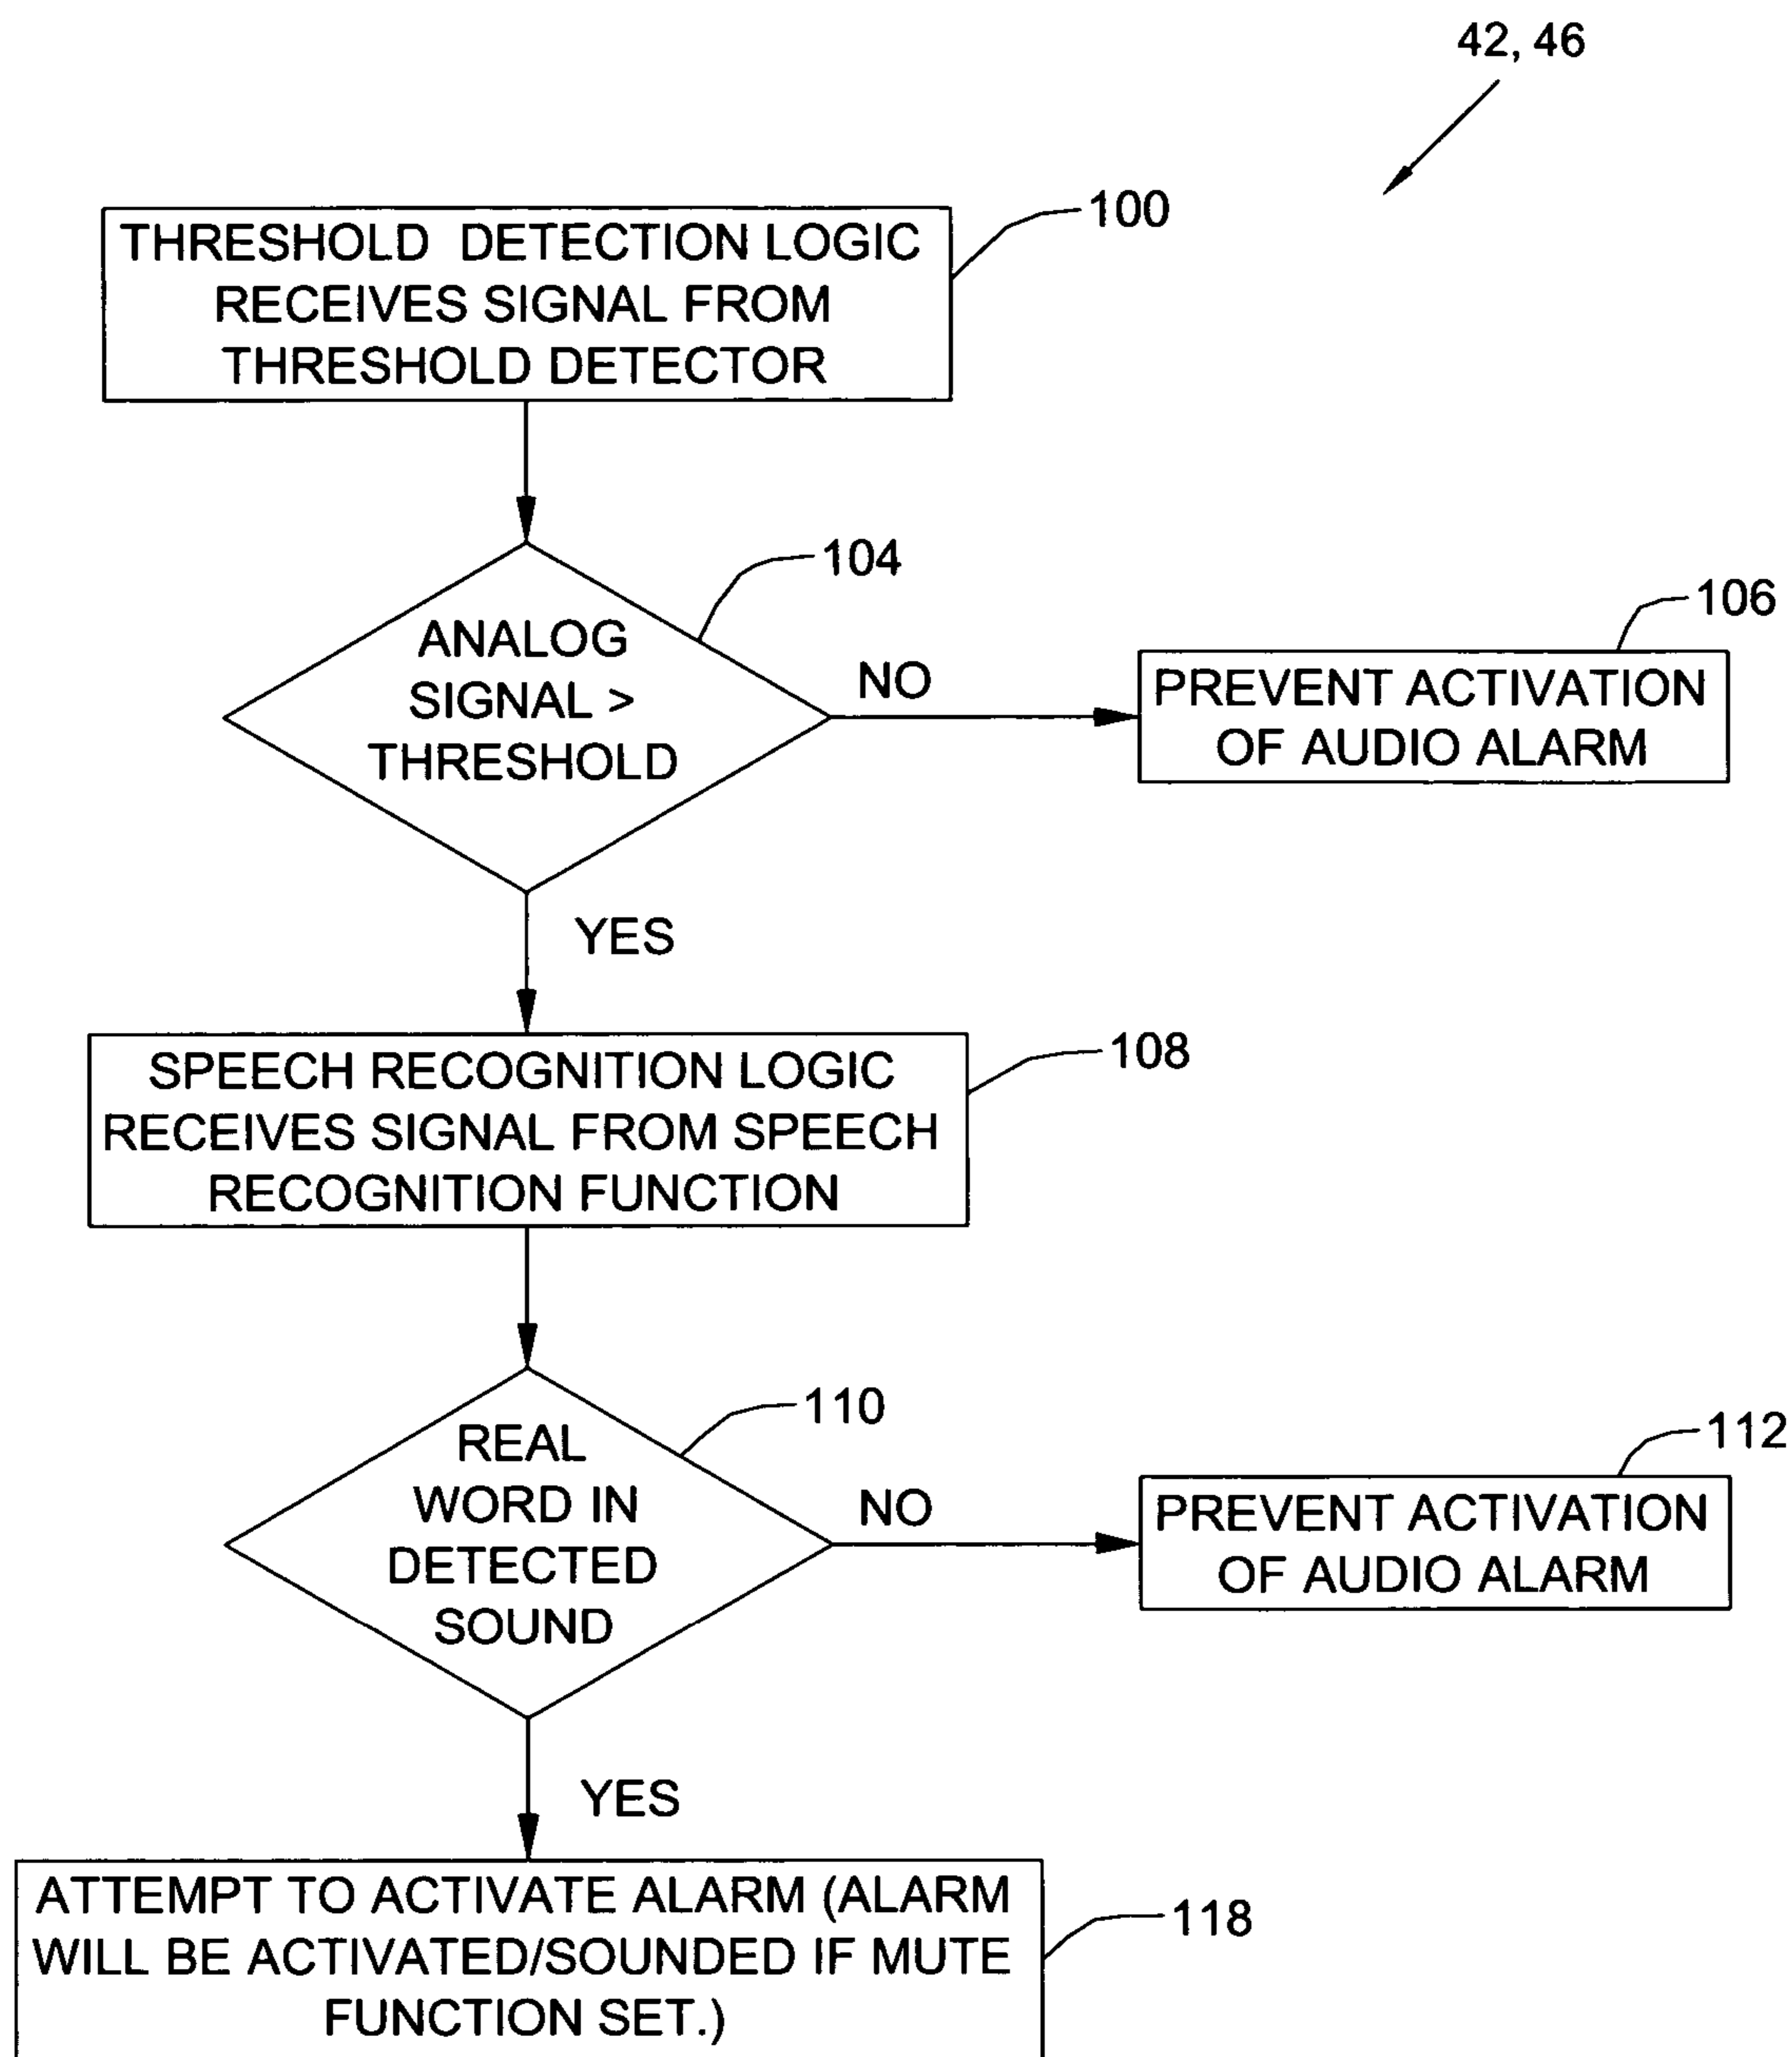 42, 46
100
THRESHOLD DETECTION LOGIC
RECEIVES SIGNAL FROM
THRESHOLD DETECTOR
104
ANALOG
SIGNAL >
THRESHOLD
NO
106
PREVENT ACTIVATION
OF AUDIO ALARM
YES
108
SPEECH RECOGNITION LOGIC
RECEIVES SIGNAL FROM SPEECH
RECOGNITION FUNCTION
110
REAL
WORD IN
DETECTED
SOUND
NO
112
PREVENT ACTIVATION
OF AUDIO ALARM
YES
ATTEMPT TO ACTIVATE ALARM (ALARM
WILL BE ACTIVATED/SOUNDED IF MUTE
FUNCTION SET.)
118